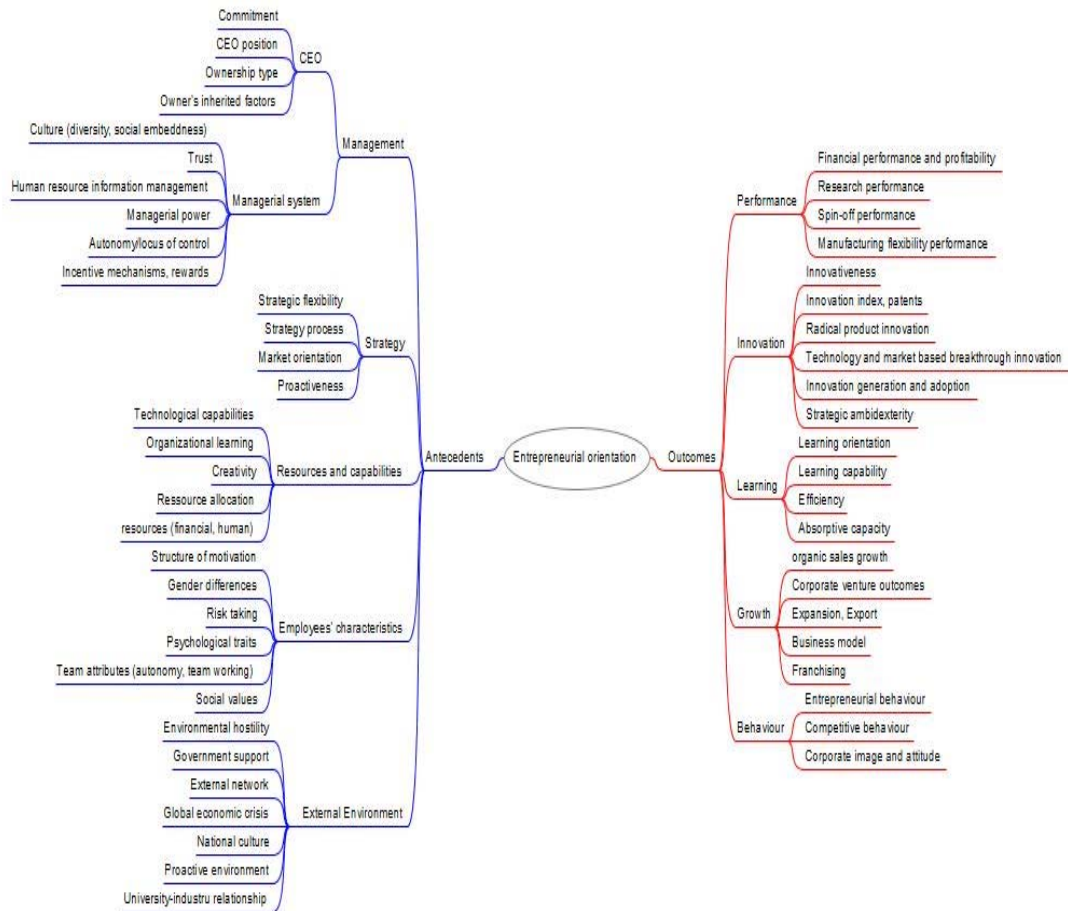 Commitment
CEO position
CEO
Ownership type
Owner's inherited factors
Culture (diversity, social embeddness)
Management
Trust
Human resource information management
Managerial system
Managerial power
Autonomy/locus of control
Incentive mechanisms, rewards
Strategic flexibility
Strategy process
Strategy
Market orientation
Proactiveness
Technological capabilities
Organizational learning
Creativity
Resources and capabilities
Ressource allocation
resources (financial, human)
Antecedents
Structure of motivation
Gender differences
Risk taking
Employees' characteristics
Psychological traits
Team attributes (autonomy, team working)
Social values
Environmental hostility
Government support
External network
Global economic crisis
External Environment
National culture
Proactive environment
University-industru relationship
Entrepreneurial orientation
Outcomes
Performance
Financial performance and profitability
Research performance
Spin-off performance
Manufacturing flexibility performance
Innovation
Innovativeness
Innovation index, patents
Radical product innovation
Technology and market based breakthrough innovation
Innovation generation and adoption
Strategic ambidexterity
Learning
Learning orientation
Learning capability
Efficiency
Absorptive capacity
Growth
organic sales growth
Corporate venture outcomes
Expansion, Export
Business model
Franchising
Behaviour
Entrepreneurial behaviour
Competitive behaviour
Corporate image and attitude